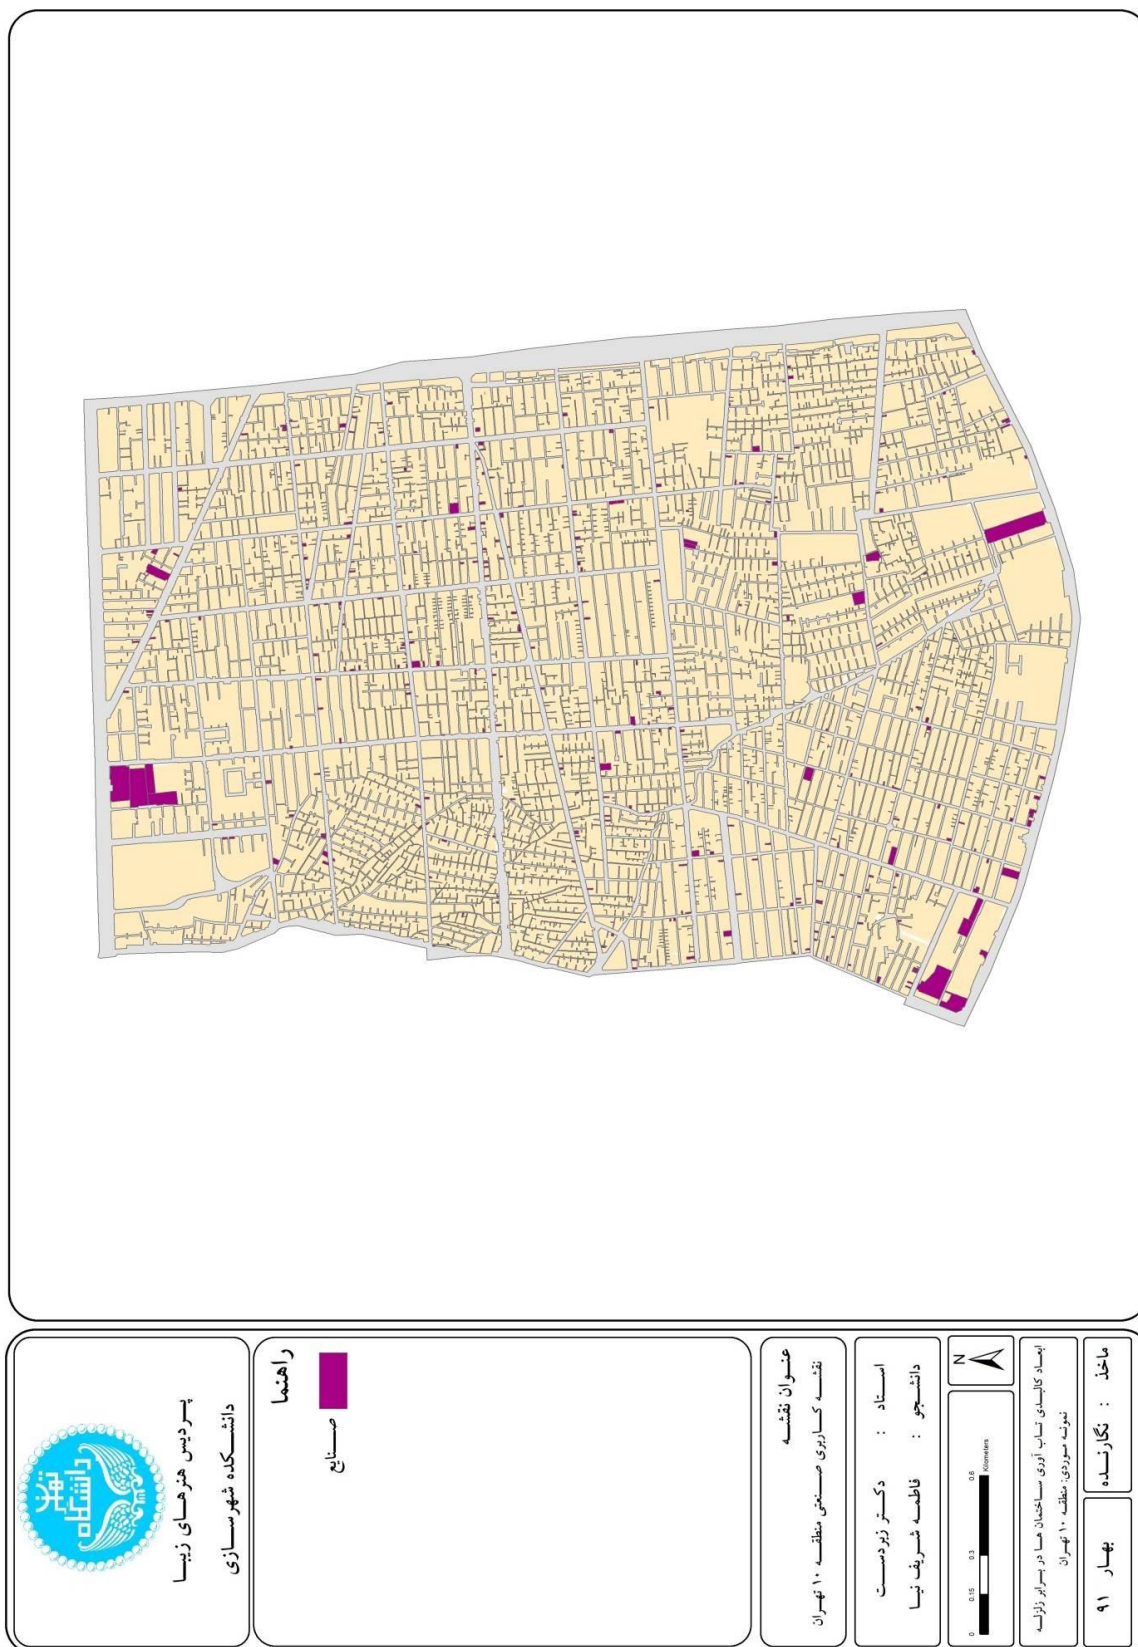 دانشگاه
تهران
پردیس هنرهای زیبا
دانشکده شهرسازی
راهنما
صنایع
عنوان نقشه
نقشه کاربری صنعتی منطقه ۱۰ تهران
استاد : دکتر زبردست
دانشجو : فاطمه شریف نیا
N
0 0.15 0.3 0.6
Kilometers
ابعاد کالبدی تاب آوری ساختمان ها در برابر زلزله
نمونه موردی: منطقه ۱۰ تهران
ماخذ : نگارنده
بهار ۹۱